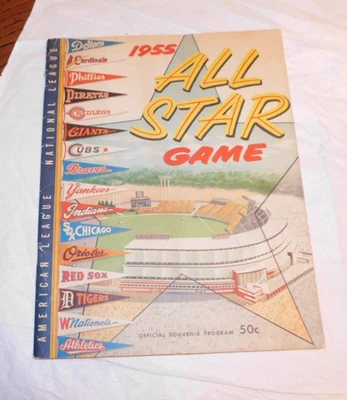 1955
ALL
STAR
GAME
AMERICAN LEAGUE NATIONAL LEAGUE
Dodgers
Cardinals
Phillies
PIRATES
REDLEGS
GIANTS
CUBS
Braves
Yankees
Indians
SOX CHICAGO
Orioles
RED SOX
D TIGERS
W Nationals
Athletics
OFFICIAL SOUVENIR PROGRAM 50c